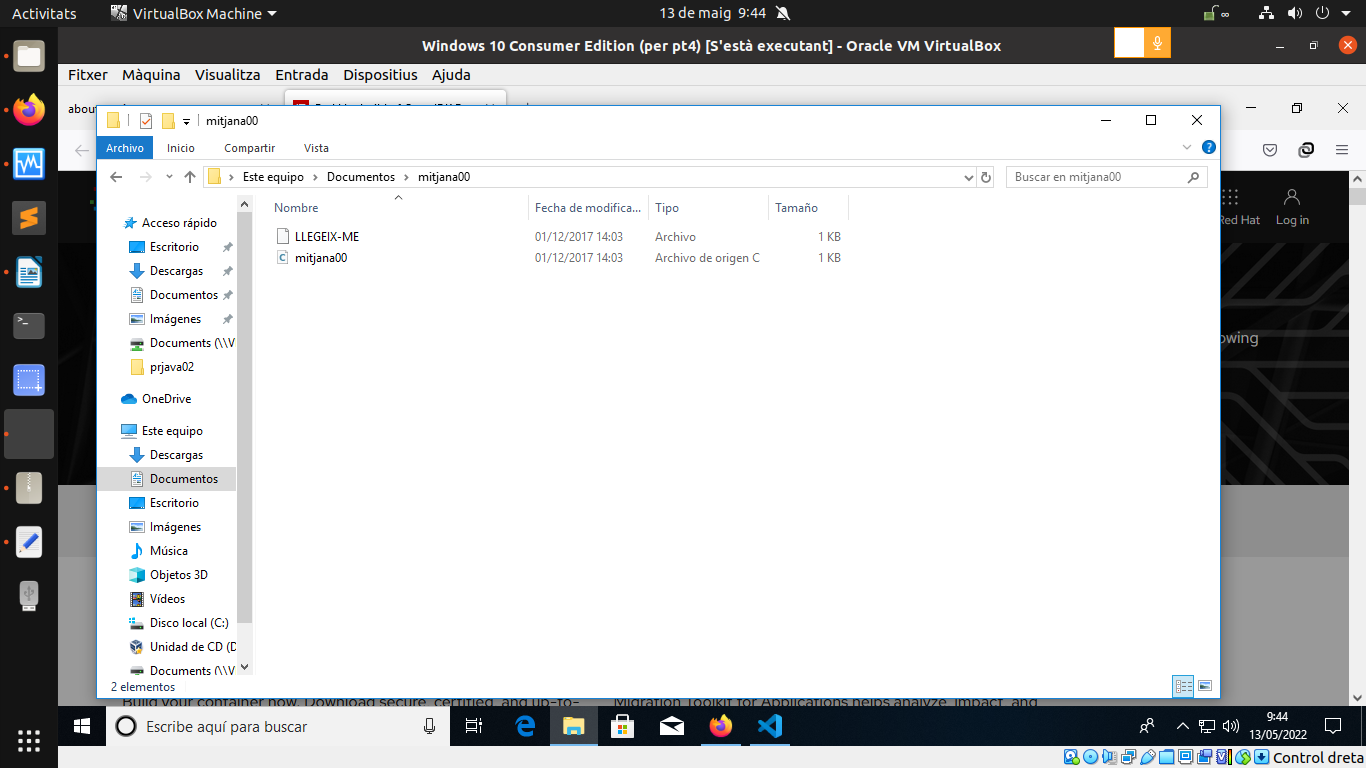 Activitats
VirtualBox Machine
13 de maig 9:44
Windows 10 Consumer Edition (per pt4) [S'està executant] - Oracle VM VirtualBox
Fitxer Màquina Visualitza Entrada Dispositius Ajuda
mitjana00
Archivo Inicio Compartir Vista
Este equipo Documentos mitjana00
Buscar en mitjana00
Nombre Fecha de modifica... Tipo Tamaño
LLEGEIX-ME 01/12/2017 14:03 Archivo 1 KB
mitjana00 01/12/2017 14:03 Archivo de origen C 1 KB
Acceso rápido
Escritorio
Descargas
Documentos
Imágenes
Documents (\\V
prjava02
OneDrive
Este equipo
Descargas
Documentos
Escritorio
Imágenes
Música
Objetos 3D
Vídeos
Disco local (C:)
Unidad de CD (D
Documents (\\V
2 elementos
Red Hat Log in
owing
Build your container now. Download secure, certified, and up-to-
Migration Toolkit for Applications helps analyze, impact, and
Escribe aquí para buscar
9:44
13/05/2022
Control dreta